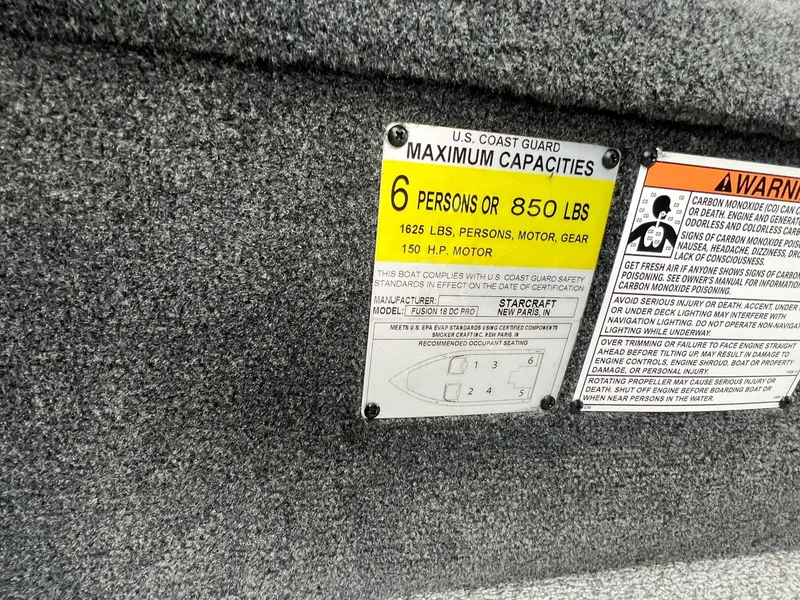 U.S. COAST GUARD
MAXIMUM CAPACITIES
6 PERSONS OR 850 LBS
1625 LBS, PERSONS, MOTOR, GEAR
150 H.P. MOTOR
THIS BOAT COMPLIES WITH U.S. COAST GUARD SAFETY
STANDARDS IN EFFECT ON THE DATE OF CERTIFICATION
MANUFACTURER: STARCRAFT
MODEL: FUSION 18 DC PRO NEW PARIS, IN
MEETS U.S. EPA EVAP STANDARDS USING CERTIFIED COMPONENTS
SMOKER CRAFT INC, NEW PARIS, IN
RECOMMENDED OCCUPANT SEATING
1 3 6
2 4 5
WARNI
CARBON MONOXIDE (CO) CAN C
OR DEATH. ENGINE AND GENERAT
ODORLESS AND COLORLESS CARB
SIGNS OF CARBON MONOXIDE POIS
NAUSEA, HEADACHE, DIZZINESS, DRO
LACK OF CONSCIOUSNESS.
GET FRESH AIR IF ANYONE SHOWS SIGNS OF CARBON
POISONING. SEE OWNER'S MANUAL FOR INFORMATION
CARBON MONOXIDE POISONING.
AVOID SERIOUS INJURY OR DEATH. ACCENT, UNDER
OR UNDER DECK LIGHTING MAY INTERFERE WITH
NAVIGATION LIGHTING. DO NOT OPERATE NON-NAVIGAT
LIGHTING WHILE UNDERWAY.
OVER TRIMMING OR FAILURE TO FACE ENGINE STRAIGHT
AHEAD BEFORE TILTING UP, MAY RESULT IN DAMAGE TO
ENGINE CONTROLS, ENGINE SHROUD, BOAT OR PROPERTY
DAMAGE, OR PERSONAL INJURY.
ROTATING PROPELLER MAY CAUSE SERIOUS INJURY OR
DEATH. SHUT OFF ENGINE BEFORE BOARDING BOAT OR
WHEN NEAR PERSONS IN THE WATER.